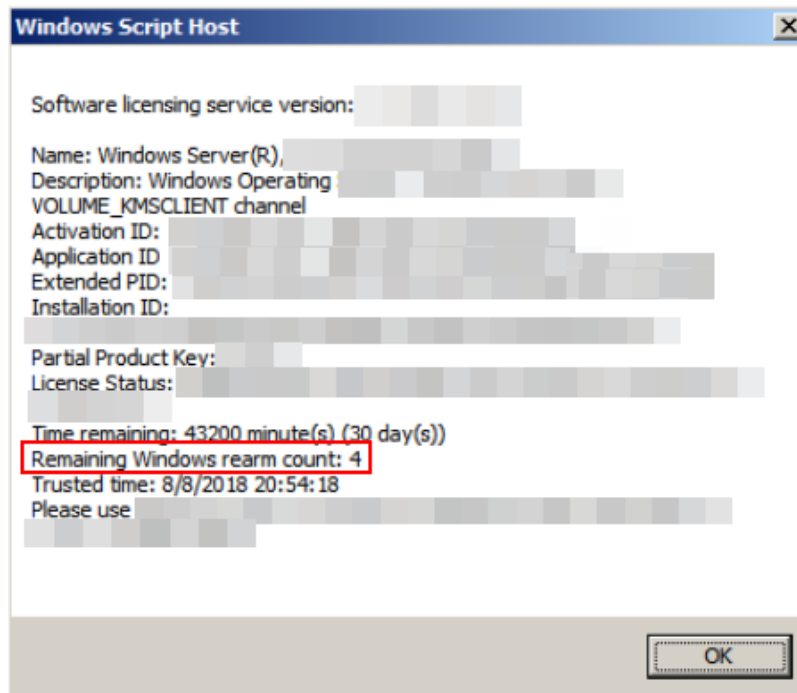 Windows Script Host
Software licensing service version:
Name: Windows Server(R),
Description: Windows Operating
VOLUME_KMSCLIENT channel
Activation ID:
Application ID
Extended PID:
Installation ID:
Partial Product Key:
License Status:
Time remaining: 43200 minute(s) (30 day(s))
Remaining Windows rearm count: 4
Trusted time: 8/8/2018 20:54:18
Please use
OK